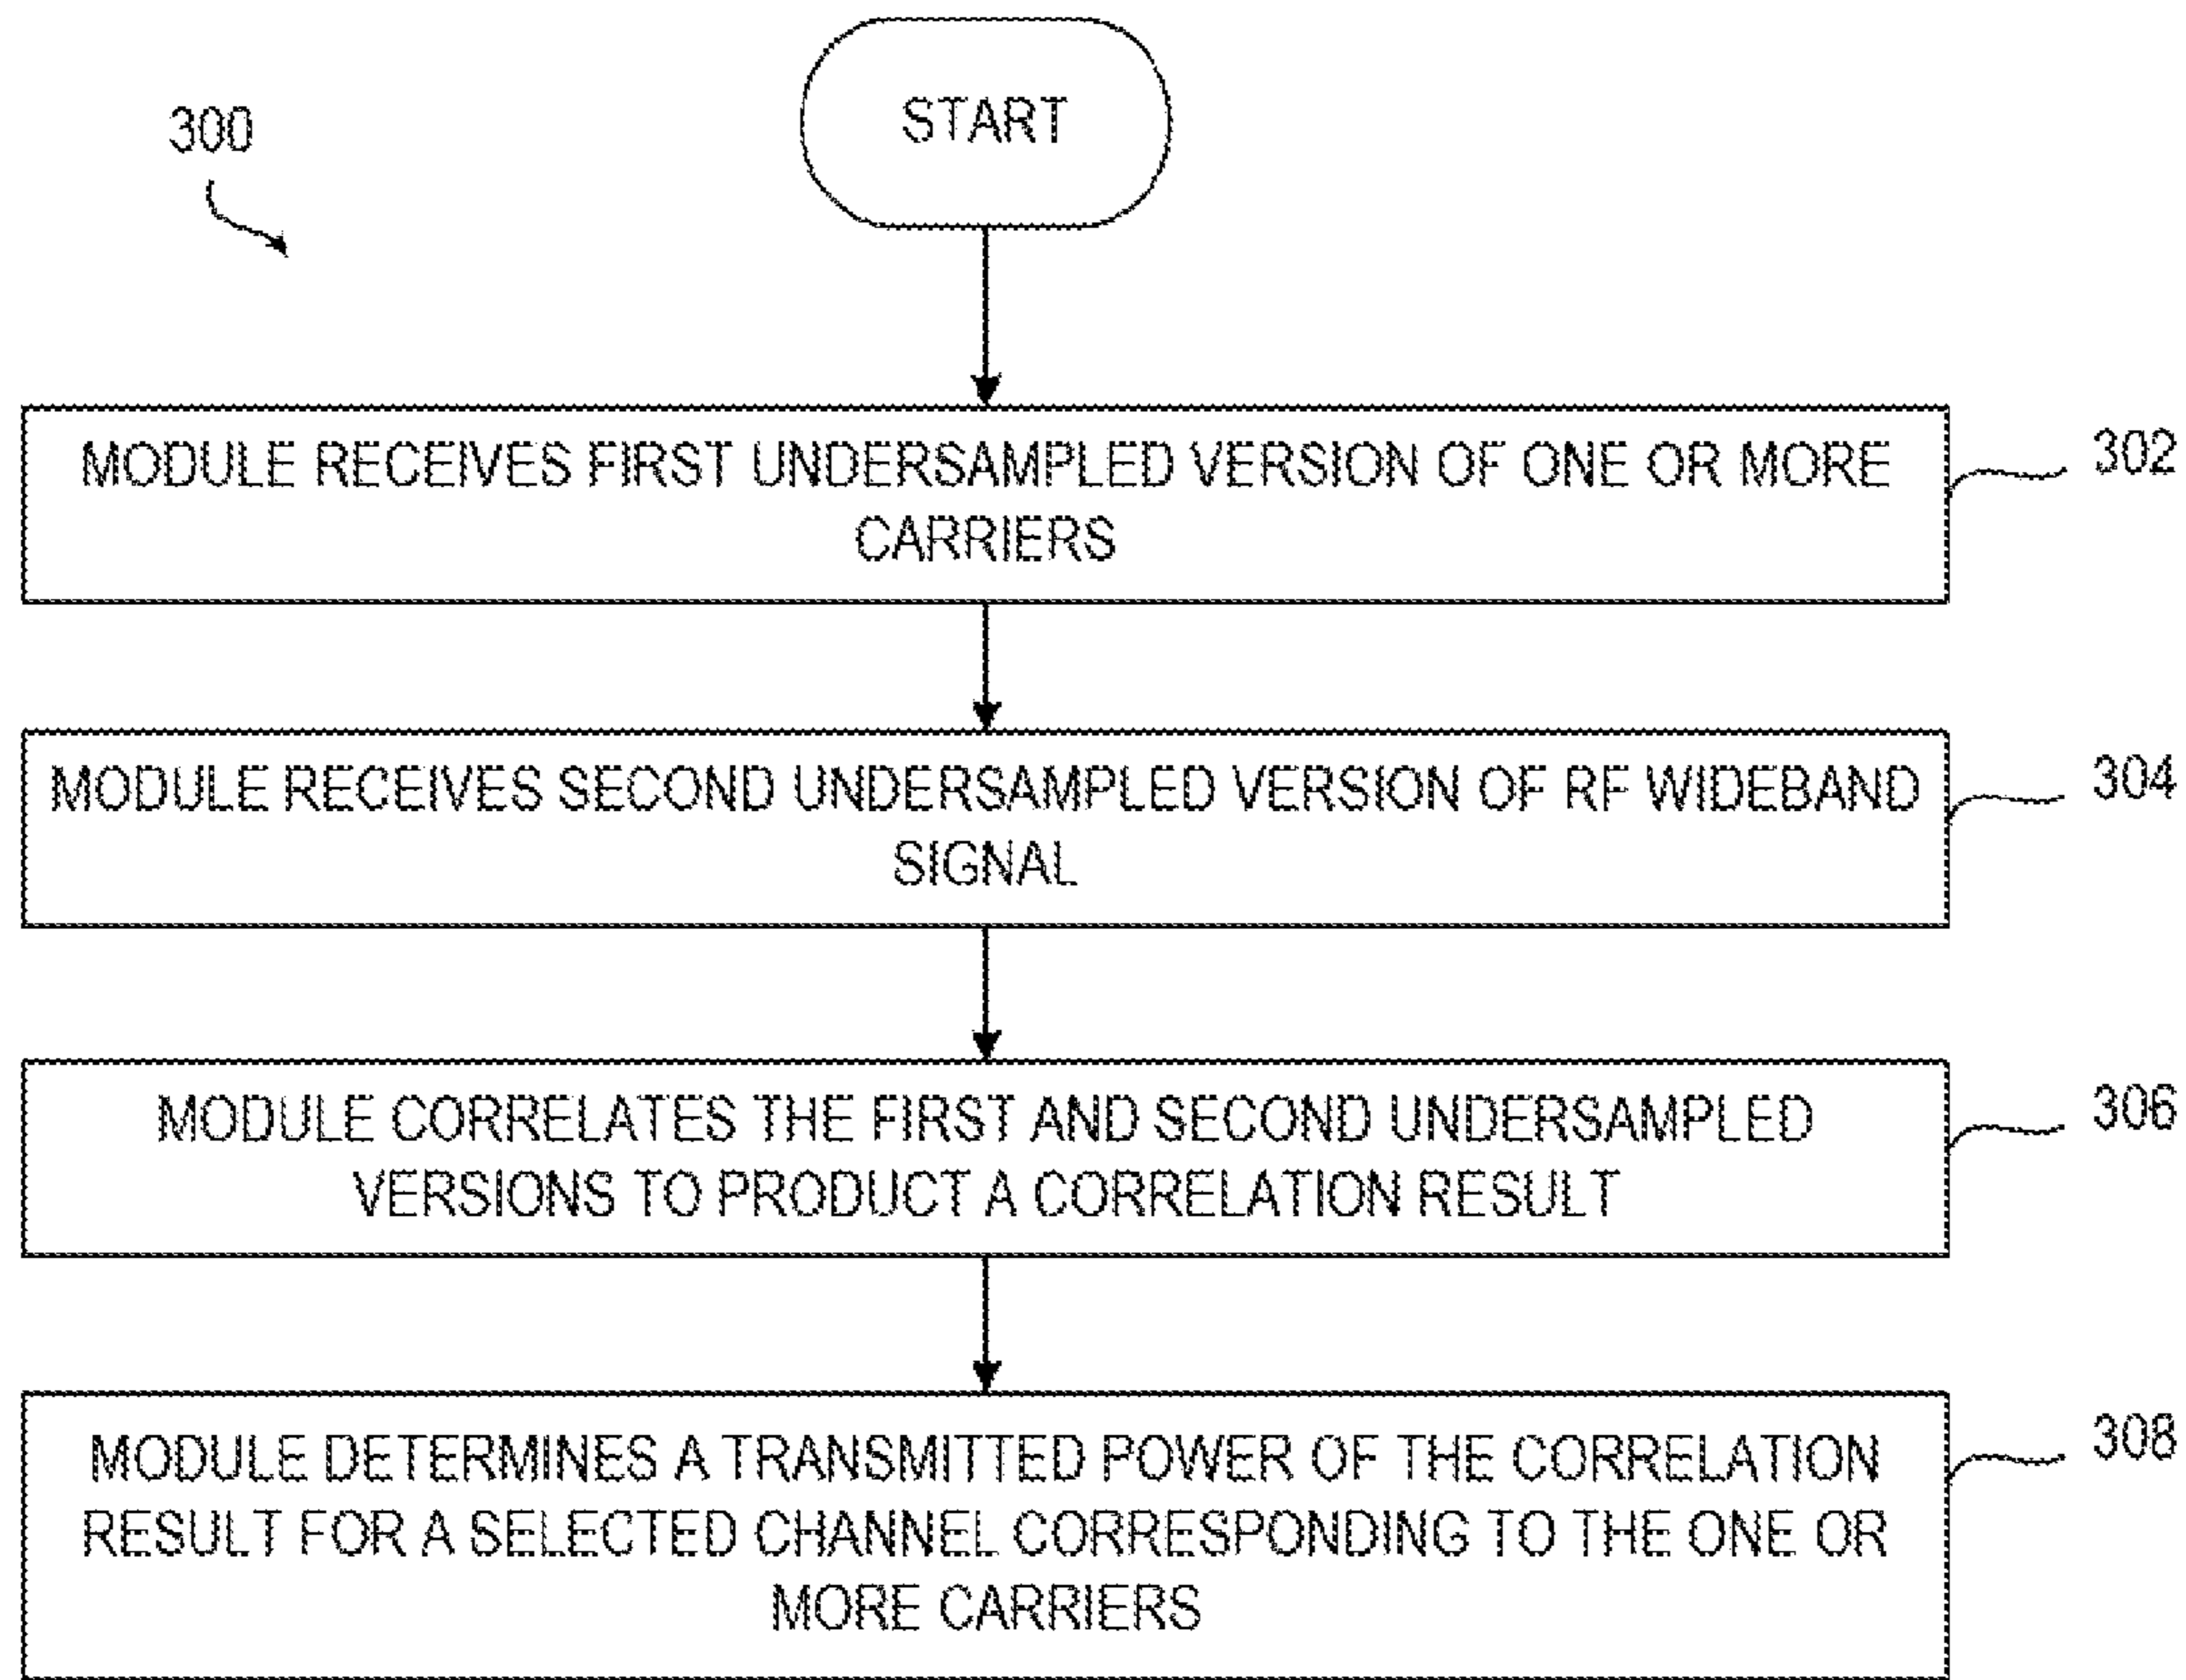 START
300
MODULE RECEIVES FIRST UNDERSAMPLED VERSION OF ONE OR MORE
CARRIERS
302
MODULE RECEIVES SECOND UNDERSAMPLED VERSION OF RF WIDEBAND
SIGNAL
304
MODULE CORRELATES THE FIRST AND SECOND UNDERSAMPLED
VERSIONS TO PRODUCT A CORRELATION RESULT
306
MODULE DETERMINES A TRANSMITTED POWER OF THE CORRELATION
RESULT FOR A SELECTED CHANNEL CORRESPONDING TO THE ONE OR
MORE CARRIERS
308